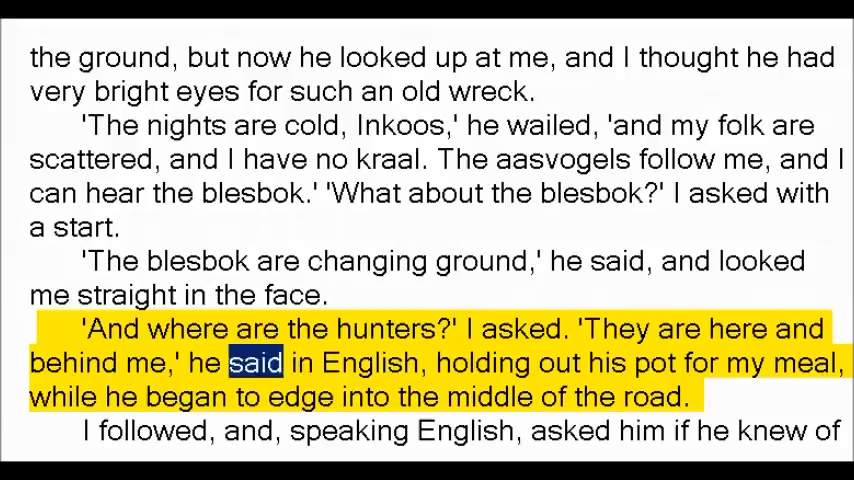 the ground, but now he looked up at me, and I thought he had
very bright eyes for such an old wreck.
'The nights are cold, Inkoos,' he wailed, 'and my folk are
scattered, and I have no kraal. The aasvogels follow me, and I
can hear the blesbok.' 'What about the blesbok?' I asked with
a start.
'The blesbok are changing ground,' he said, and looked
me straight in the face.
'And where are the hunters?' I asked. 'They are here and
behind me,' he said in English, holding out his pot for my meal,
while he began to edge into the middle of the road.
I followed, and, speaking English, asked him if he knew of